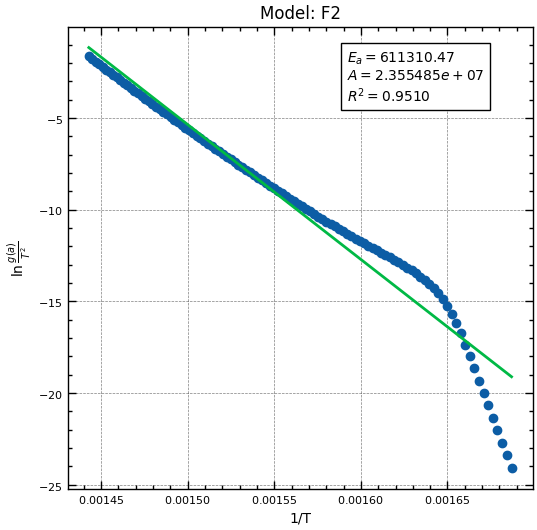 Model: F2
E_a = 611310.47
A = 2.355485e + 07
R^2 = 0.9510
ln g(a)/T^2
−5
−10
−15
−20
−25
0.00145 0.00150 0.00155 0.00160 0.00165
1/T